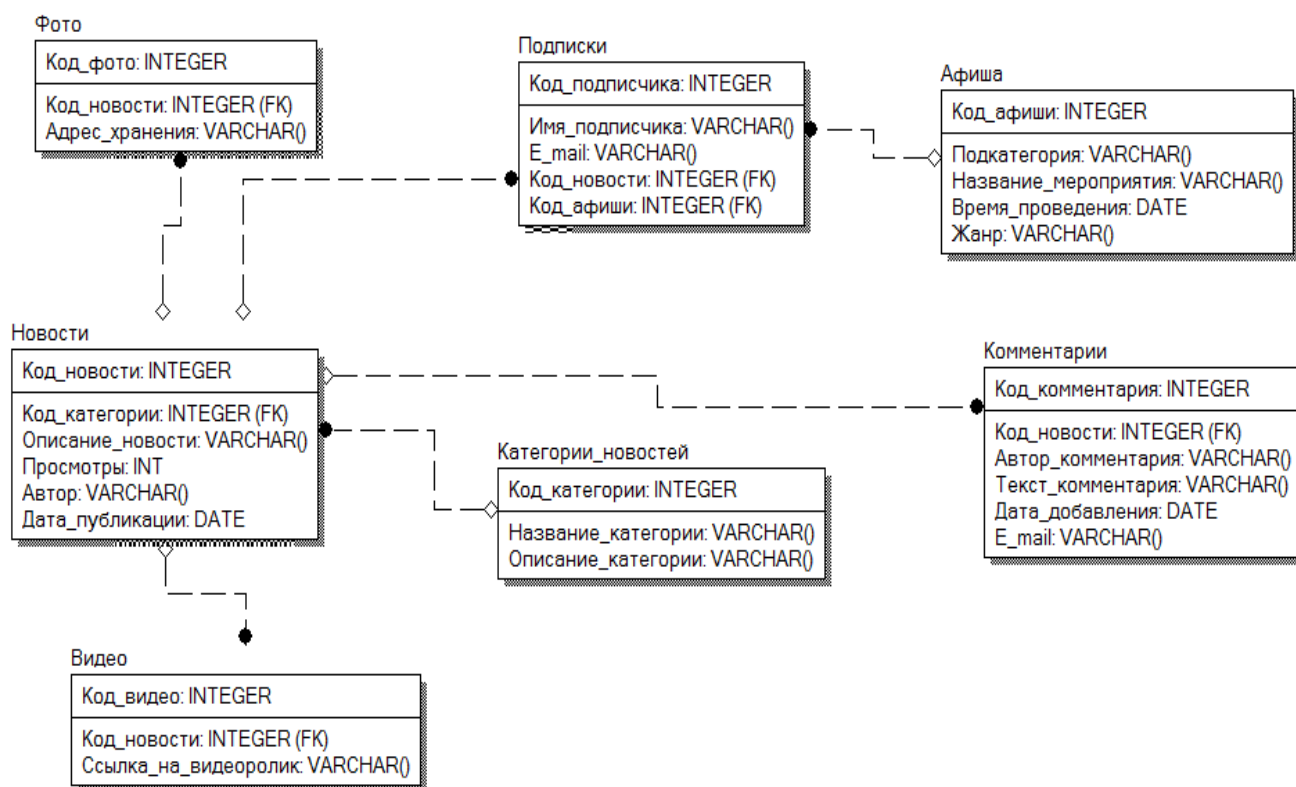 Фото
Код_фото: INTEGER
Код_новости: INTEGER (FK)
Адрес_хранения: VARCHAR()
Подписки
Код_подписчика: INTEGER
Имя_подписчика: VARCHAR()
E_mail: VARCHAR()
Код_новости: INTEGER (FK)
Код_афиши: INTEGER (FK)
Афиша
Код_афиши: INTEGER
Подкатегория: VARCHAR()
Название_мероприятия: VARCHAR()
Время_проведения: DATE
Жанр: VARCHAR()
Новости
Код_новости: INTEGER
Код_категории: INTEGER (FK)
Описание_новости: VARCHAR()
Просмотры: INT
Автор: VARCHAR()
Дата_публикации: DATE
Категории_новостей
Код_категории: INTEGER
Название_категории: VARCHAR()
Описание_категории: VARCHAR()
Комментарии
Код_комментария: INTEGER
Код_новости: INTEGER (FK)
Автор_комментария: VARCHAR()
Текст_комментария: VARCHAR()
Дата_добавления: DATE
E_mail: VARCHAR()
Видео
Код_видео: INTEGER
Код_новости: INTEGER (FK)
Ссылка_на_видеоролик: VARCHAR()